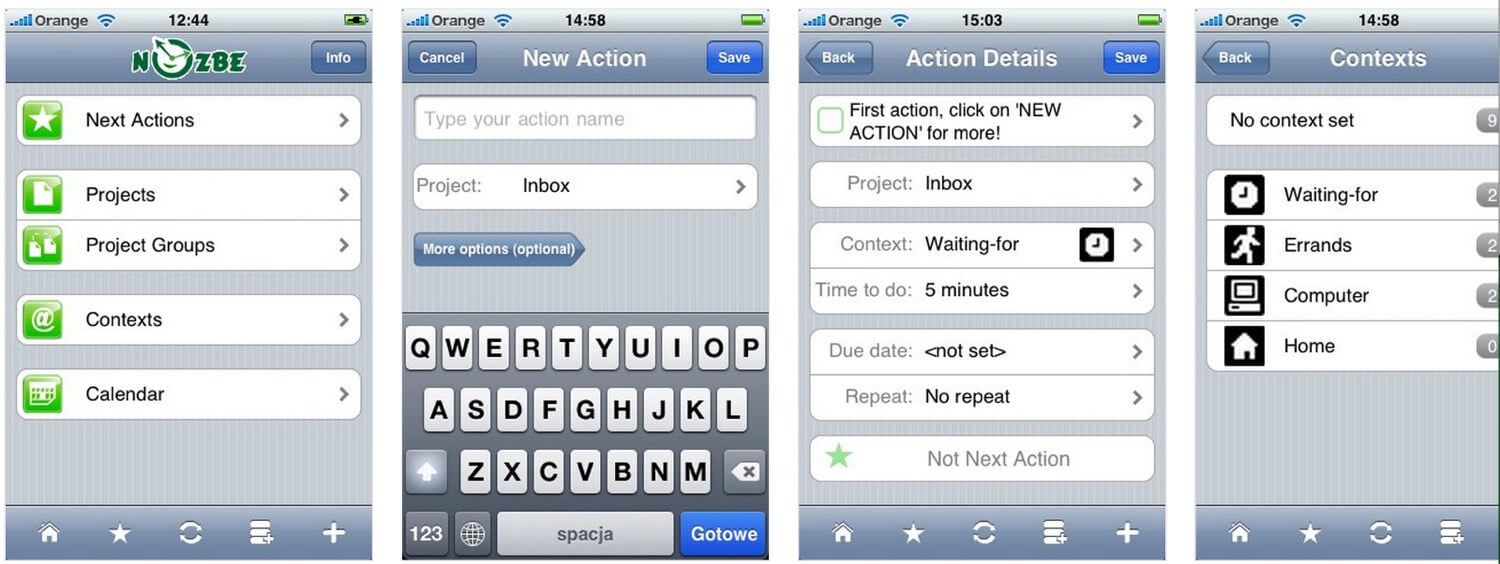 Orange 12:44
NOZBE
Info
Next Actions
Projects
Project Groups
Contexts
Calendar
Orange 14:58
Cancel New Action Save
Type your action name
Project: Inbox
More options (optional)
Q W E R T Y U I O P
A S D F G H J K L
Z X C V B N M
123 spacja Gotowe
Orange 15:03
Back Action Details Save
First action, click on 'NEW
ACTION' for more!
Project: Inbox
Context: Waiting-for
Time to do: 5 minutes
Due date: <not set>
Repeat: No repeat
Not Next Action
Orange 14:58
Back Contexts
No context set 9
Waiting-for 2
Errands 2
Computer 2
Home 0